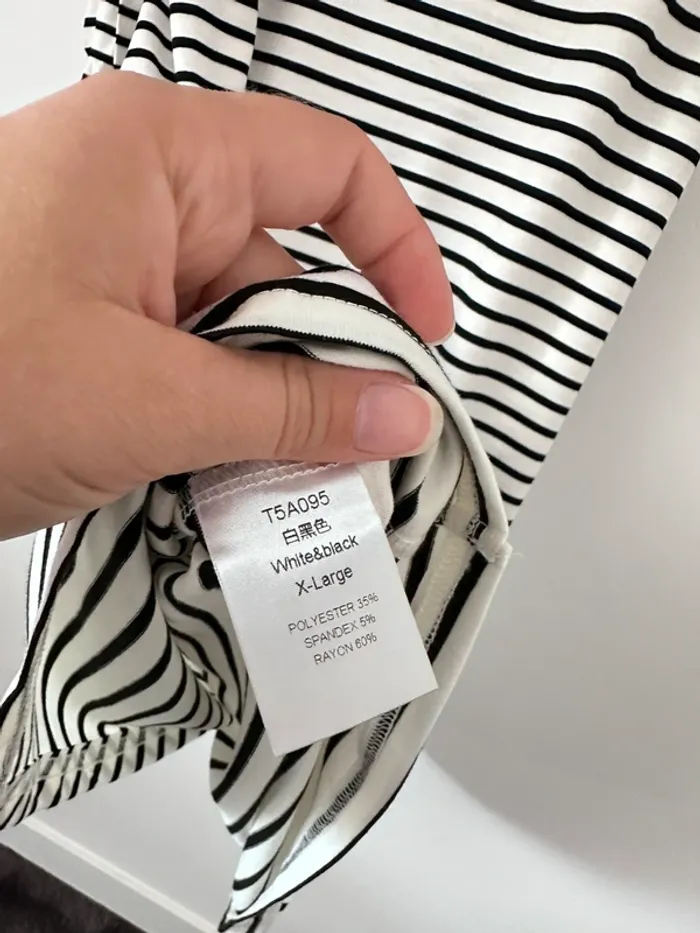 T5A095
白黑色
White&black
X-Large
POLYESTER 35%
SPANDEX 5%
RAYON 60%